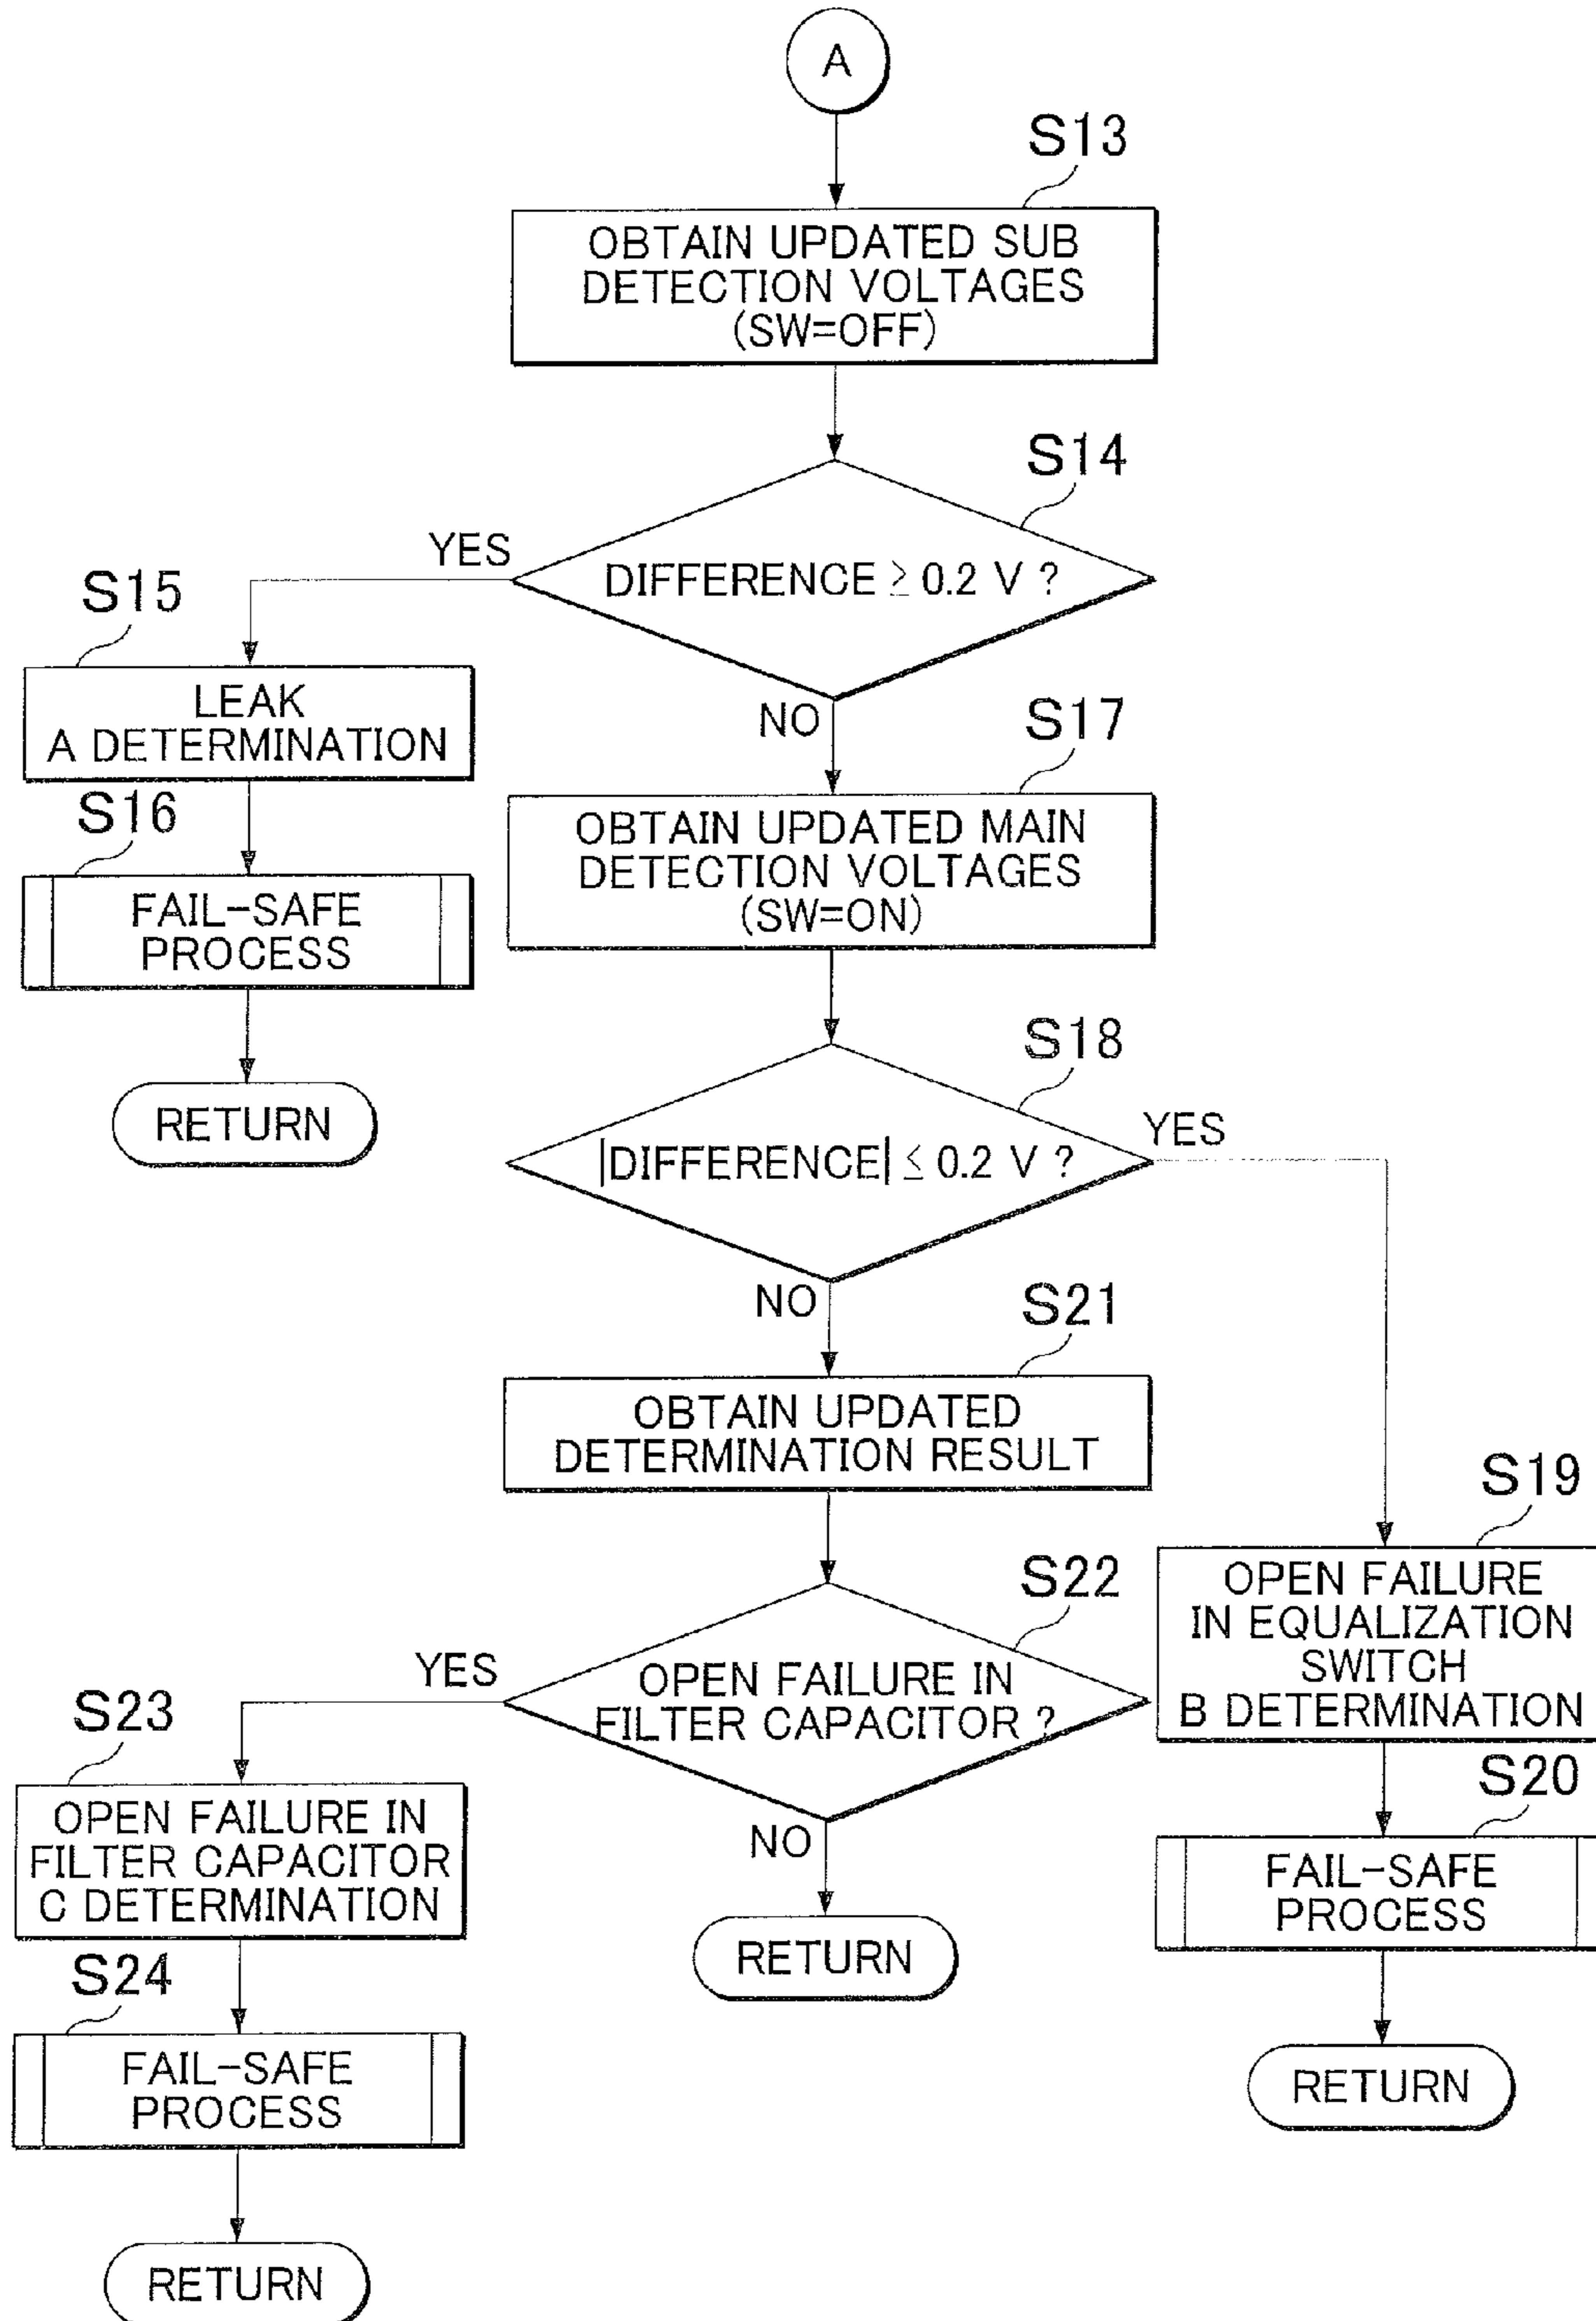 A
S13
OBTAIN UPDATED SUB
DETECTION VOLTAGES
(SW=OFF)
S14
DIFFERENCE ≥ 0.2 V ?
YES
NO
S15
LEAK
A DETERMINATION
S16
FAIL-SAFE
PROCESS
RETURN
S17
OBTAIN UPDATED MAIN
DETECTION VOLTAGES
(SW=ON)
S18
|DIFFERENCE| ≤ 0.2 V ?
YES
NO
S21
OBTAIN UPDATED
DETERMINATION RESULT
S19
OPEN FAILURE
IN EQUALIZATION
SWITCH
B DETERMINATION
S20
FAIL-SAFE
PROCESS
RETURN
S22
OPEN FAILURE IN
FILTER CAPACITOR ?
YES
NO
RETURN
S23
OPEN FAILURE IN
FILTER CAPACITOR
C DETERMINATION
S24
FAIL-SAFE
PROCESS
RETURN